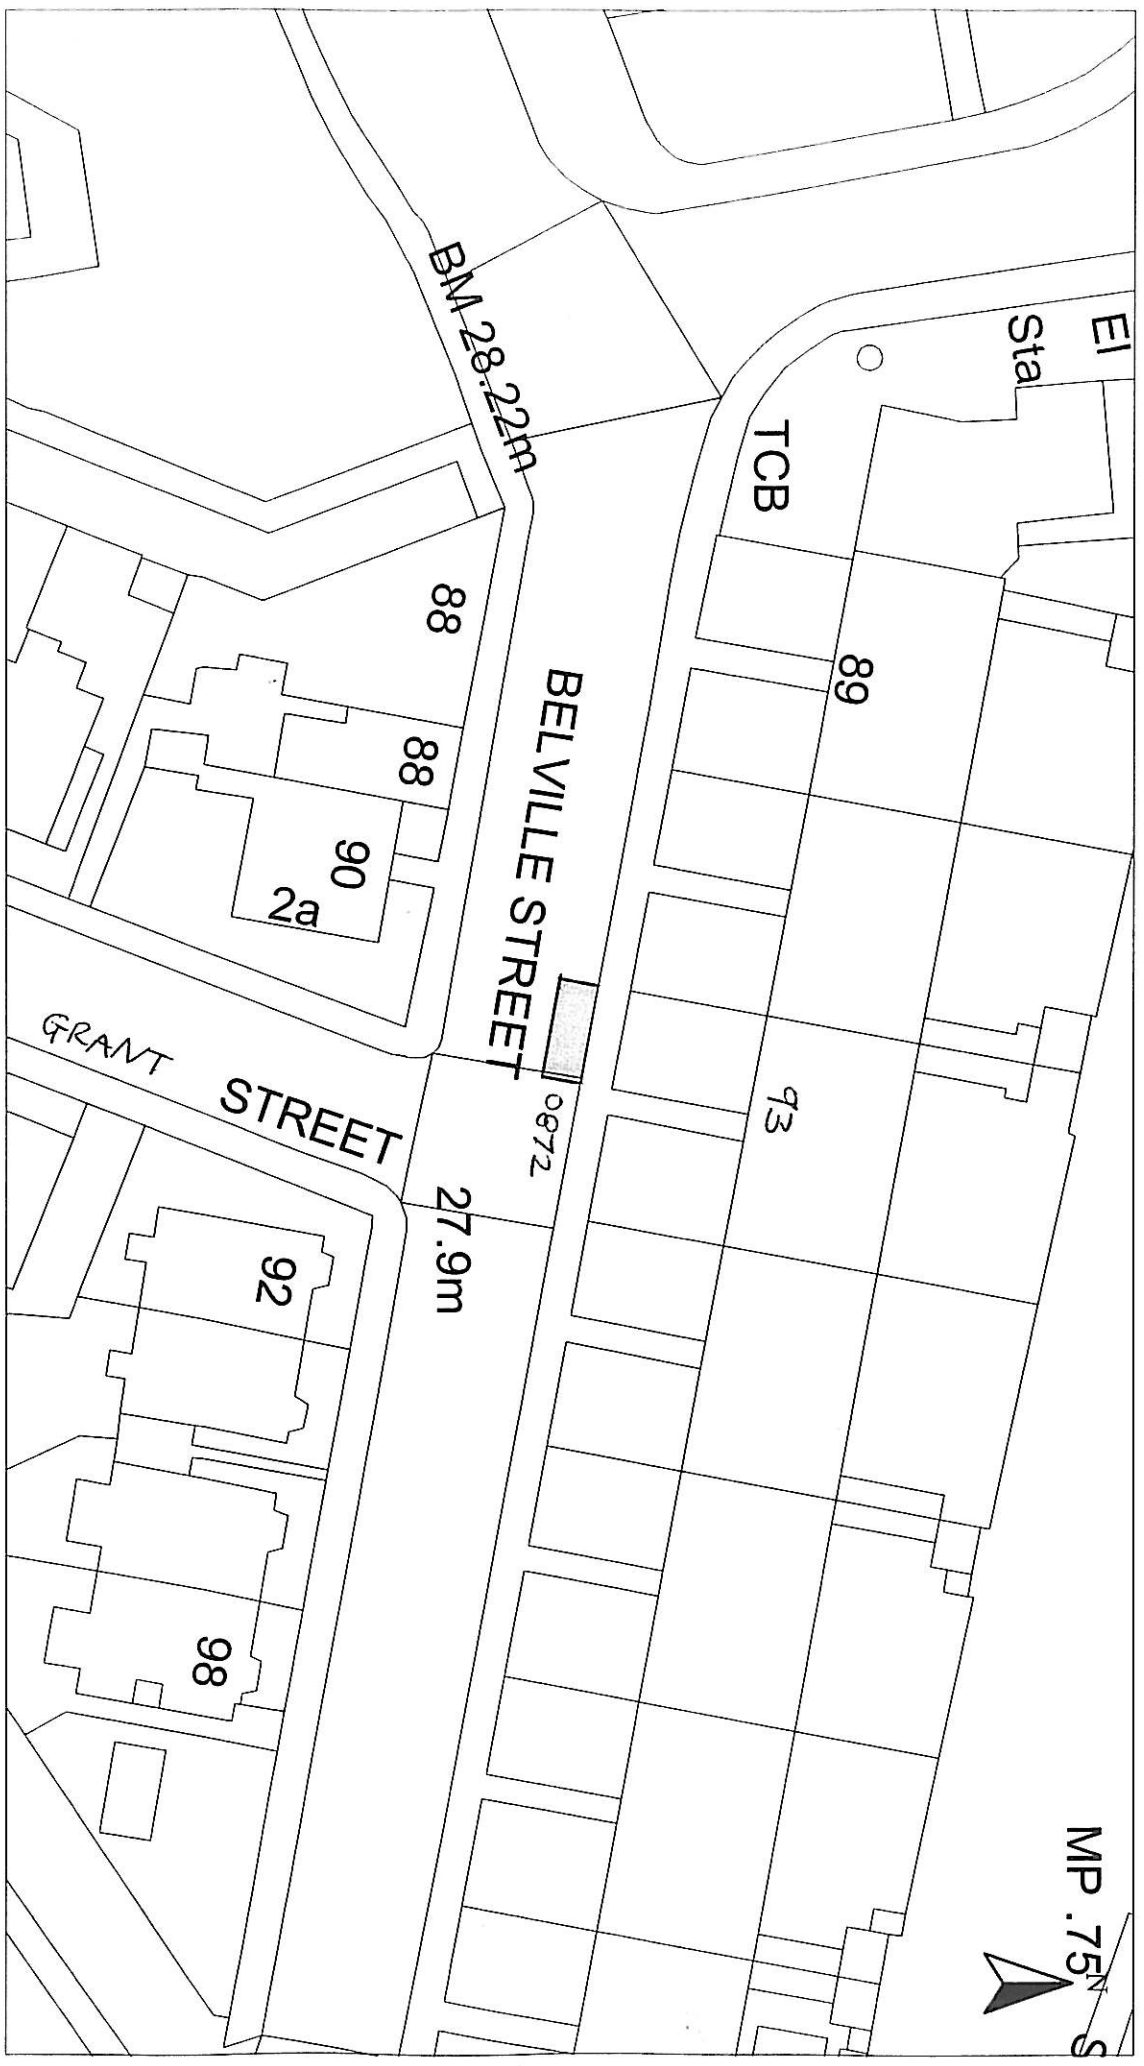 El
Sta
TCB
BM 28.22m
88
89
BELVILLE STREET
88
90
2a
GRANT
STREET
0872
93
27.9m
92
98
MP .75
N
S